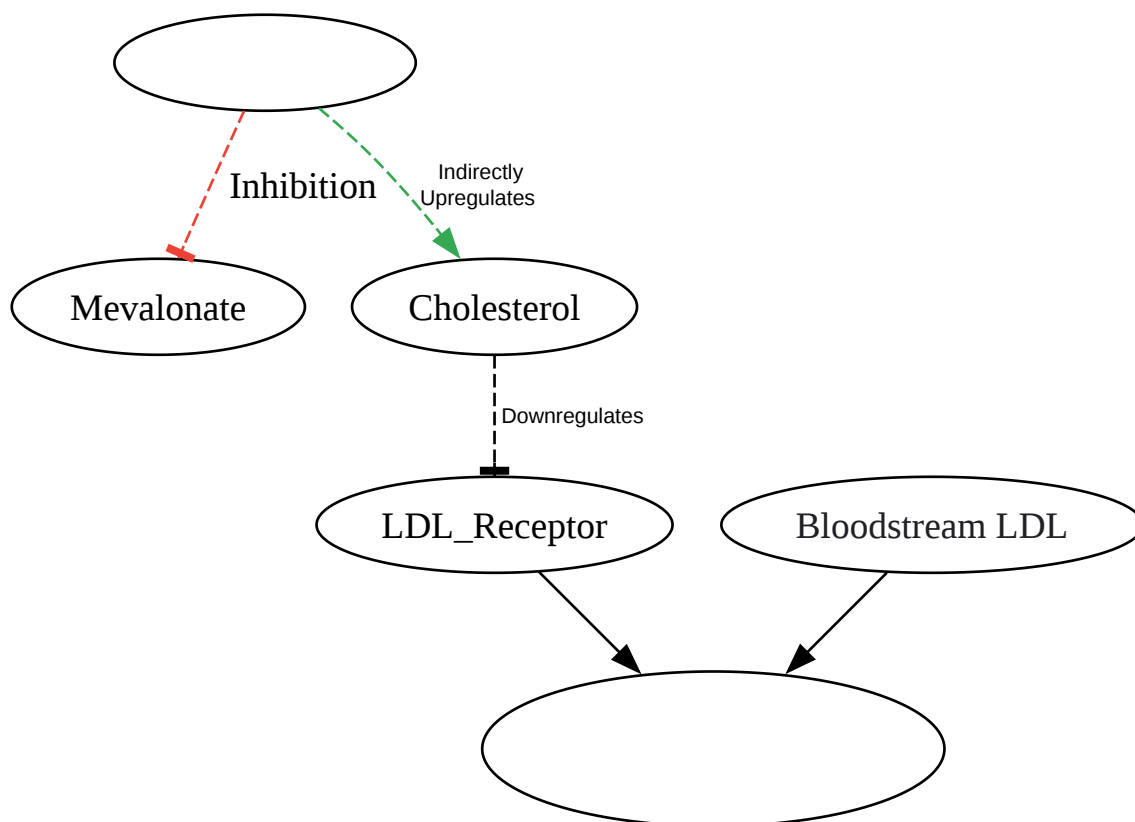 Inhibition
Indirectly
Upregulates
Mevalonate
Cholesterol
Downregulates
LDL_Receptor
Bloodstream LDL